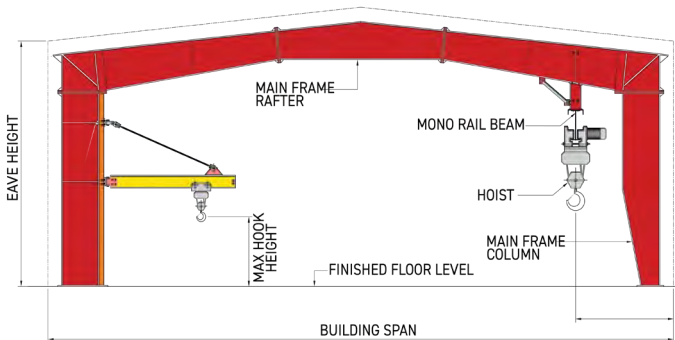 MAIN FRAME
RAFTER
MONO RAIL BEAM
EAVE HEIGHT
HOIST
MAX HOOK
HEIGHT
MAIN FRAME
COLUMN
FINISHED FLOOR LEVEL
BUILDING SPAN